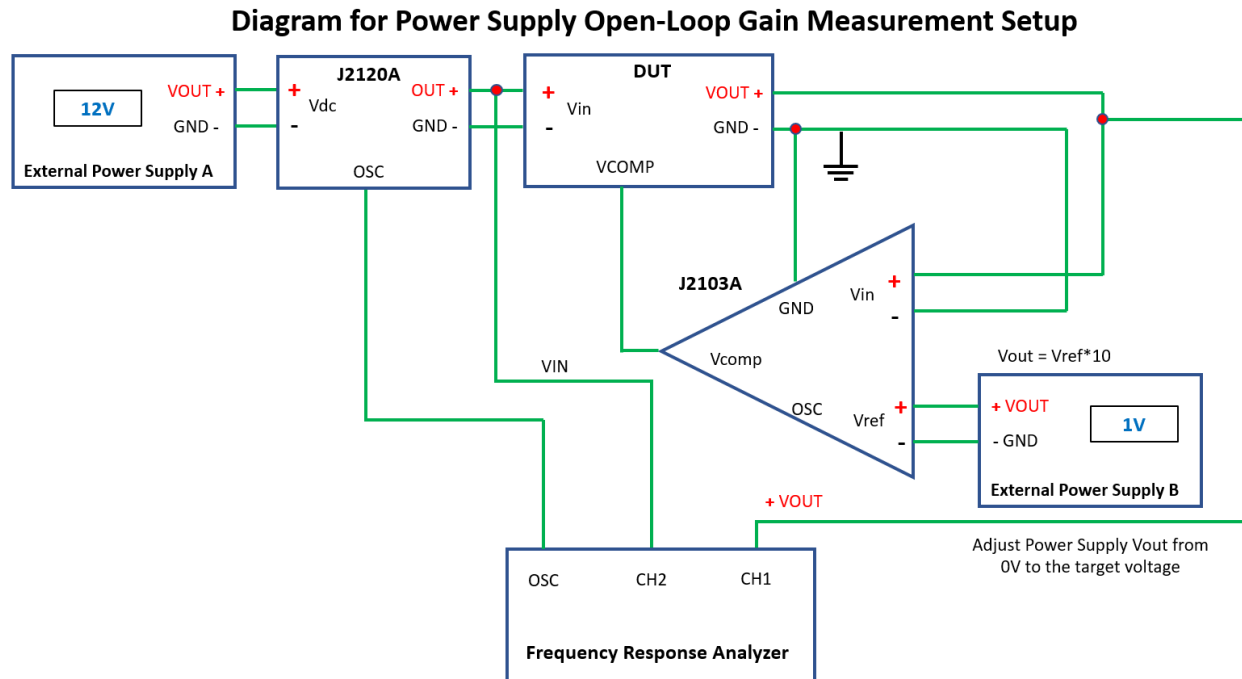 Diagram for Power Supply Open-Loop Gain Measurement Setup
12V
VOUT +
GND -
External Power Supply A
J2120A
+
Vdc
-
OUT +
GND -
OSC
DUT
+
Vin
-
VOUT +
GND -
VCOMP
J2103A
GND
Vin
+
-
Vcomp
OSC
Vref
+
-
VIN
Vout = Vref*10
+ VOUT
- GND
1V
External Power Supply B
+ VOUT
Adjust Power Supply Vout from
0V to the target voltage
OSC
CH2
CH1
Frequency Response Analyzer